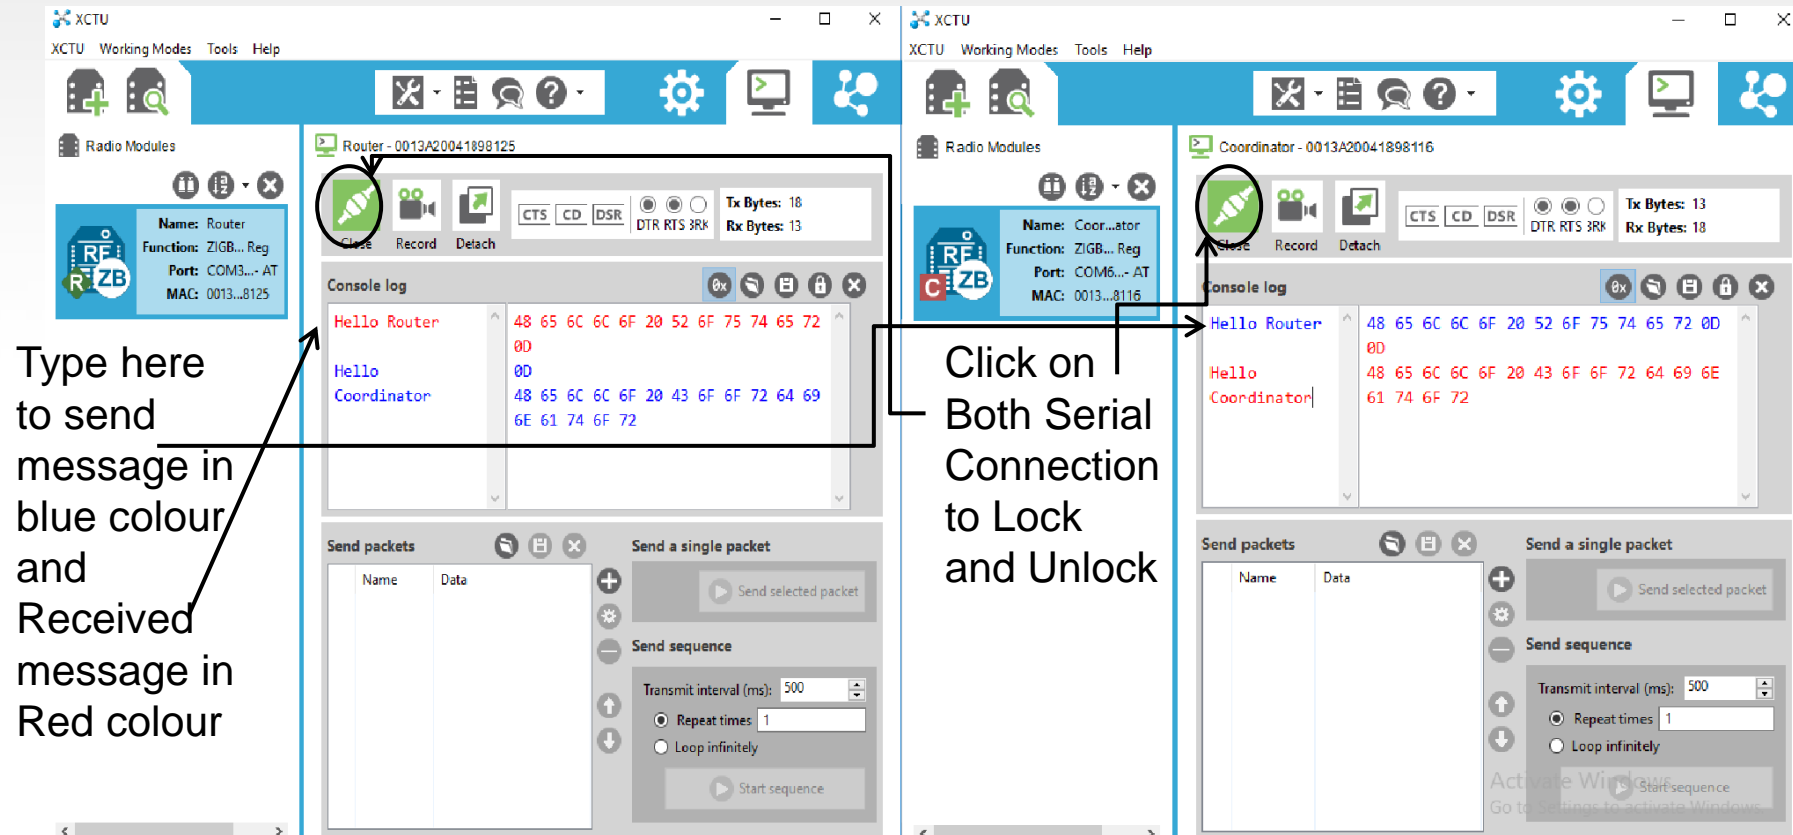 XCTU
XCTU Working Modes Tools Help
Radio Modules
Name: Router
Function: ZIGB... Reg
Port: COM3...- AT
MAC: 0013...8125
R RF ZB
Router - 0013A20041898125
Close Record Detach
CTS CD DSR
DTR RTS BRK
Tx Bytes: 18
Rx Bytes: 13
Console log
0x
Hello Router
Hello
Coordinator
48 65 6C 6C 6F 20 52 6F 75 74 65 72
0D
0D
48 65 6C 6C 6F 20 43 6F 6F 72 64 69
6E 61 74 6F 72
Send packets
Name Data
Send a single packet
Send selected packet
Send sequence
Transmit interval (ms): 500
Repeat times 1
Loop infinitely
Start sequence
Type here
to send
message in
blue colour
and
Received
message in
Red colour
XCTU
XCTU Working Modes Tools Help
Radio Modules
Name: Coor...ator
Function: ZIGB... Reg
Port: COM6...- AT
MAC: 0013...8116
C RF ZB
Coordinator - 0013A20041898116
Close Record Detach
CTS CD DSR
DTR RTS BRK
Tx Bytes: 13
Rx Bytes: 18
Console log
0x
Hello Router
Hello
Coordinator
48 65 6C 6C 6F 20 52 6F 75 74 65 72 0D
0D
48 65 6C 6C 6F 20 43 6F 6F 72 64 69 6E
61 74 6F 72
Send packets
Name Data
Send a single packet
Send selected packet
Send sequence
Transmit interval (ms): 500
Repeat times 1
Loop infinitely
Start sequence
Activate Windows
Go to Settings to activate Windows.
Click on
Both Serial
Connection
to Lock
and Unlock